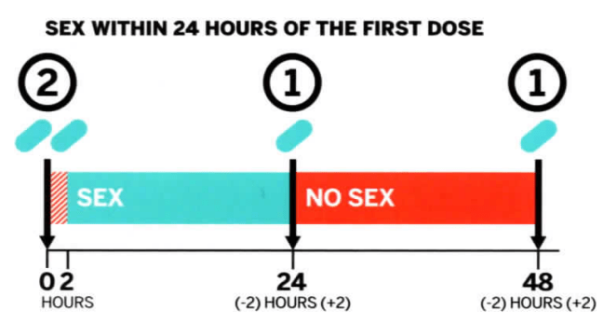 SEX WITHIN 24 HOURS OF THE FIRST DOSE
2 1 1
SEX NO SEX
0 2 24 48
HOURS (-2) HOURS (+2) (-2) HOURS (+2)